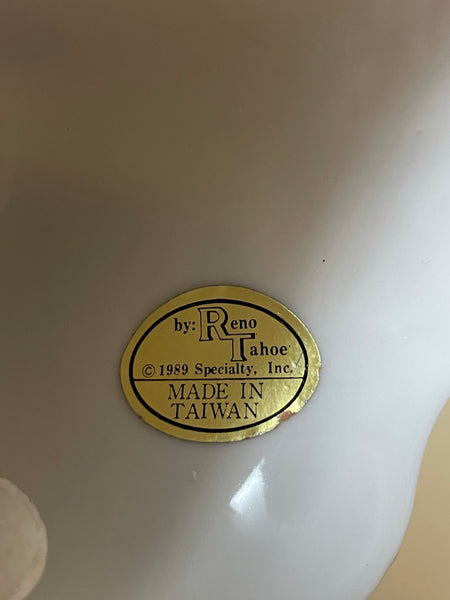 by: Reno
Tahoe
© 1989 Specialty, Inc.
MADE IN
TAIWAN